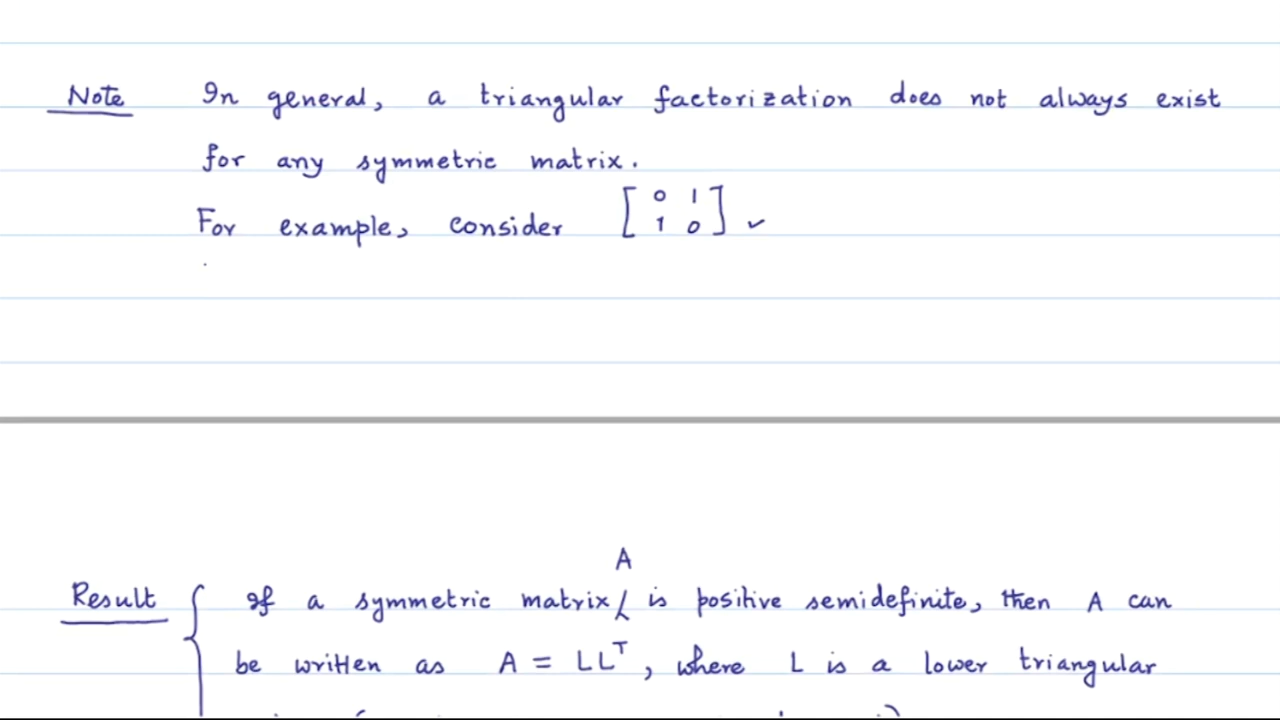 Note In general, a triangular factorization does not always exist
for any symmetric matrix.
For example, consider [0 1
1 0] ✓
A
Result { If a symmetric matrix is positive semidefinite, then A can
be written as A = LLᵀ, where L is a lower triangular